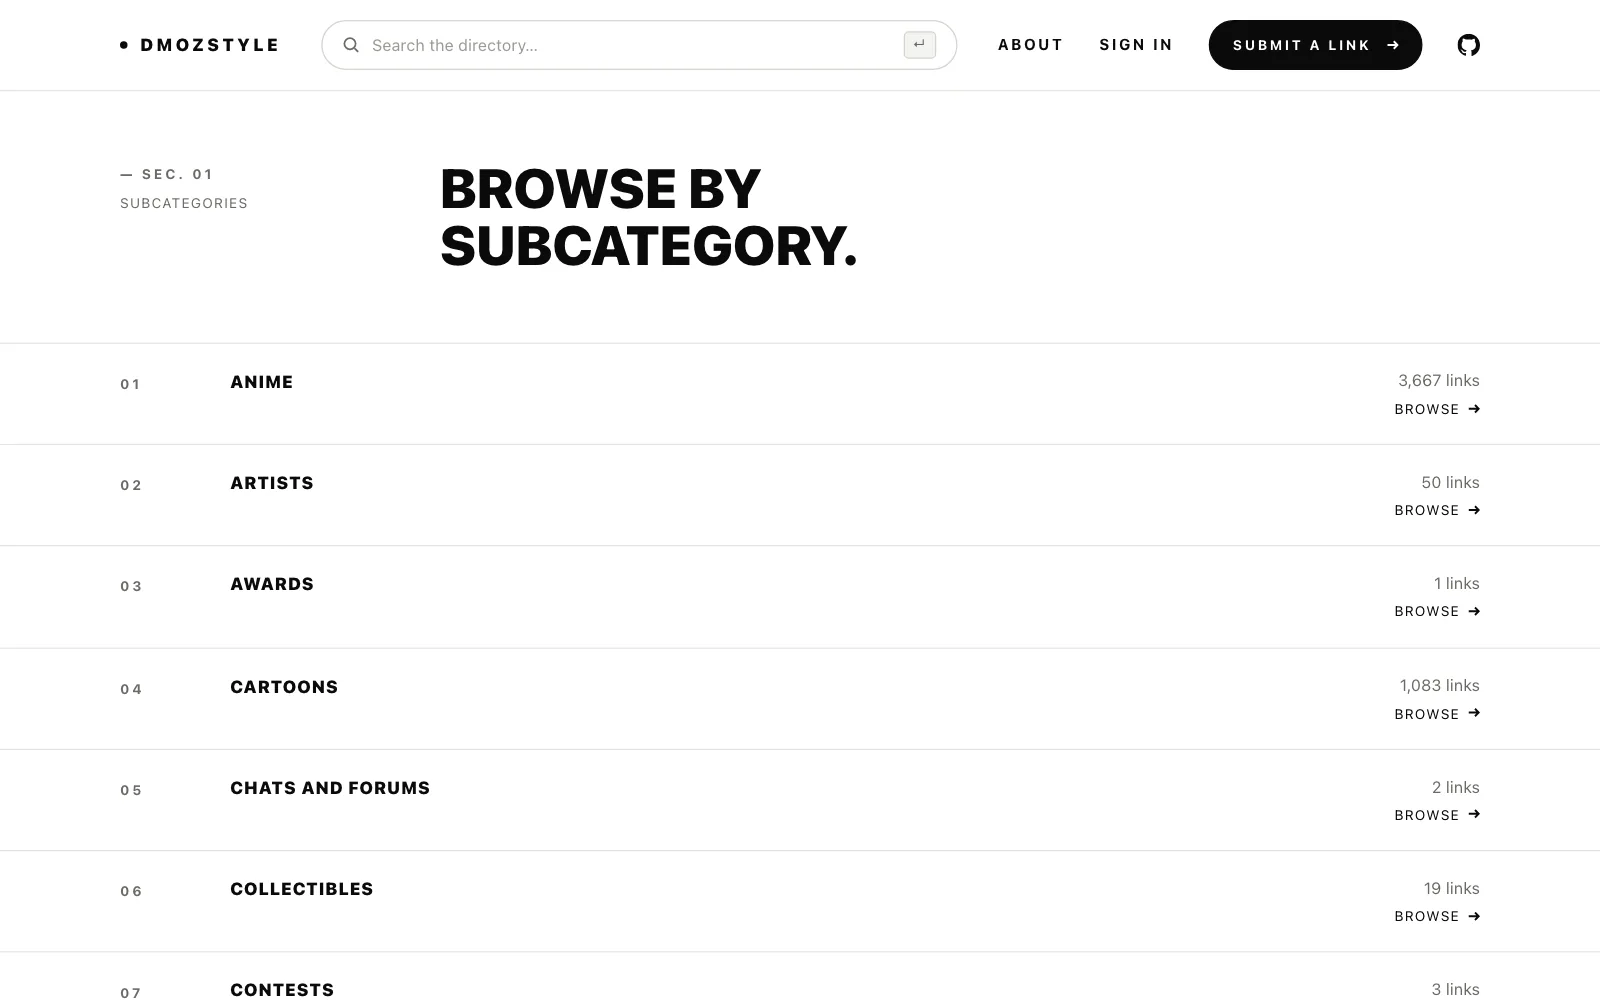 DMOZSTYLE
Search the directory...
ABOUT
SIGN IN
SUBMIT A LINK →
— SEC. 01
SUBCATEGORIES
BROWSE BY
SUBCATEGORY.
01
ANIME
3,667 links
BROWSE →
02
ARTISTS
50 links
BROWSE →
03
AWARDS
1 links
BROWSE →
04
CARTOONS
1,083 links
BROWSE →
05
CHATS AND FORUMS
2 links
BROWSE →
06
COLLECTIBLES
19 links
BROWSE →
07
CONTESTS
3 links